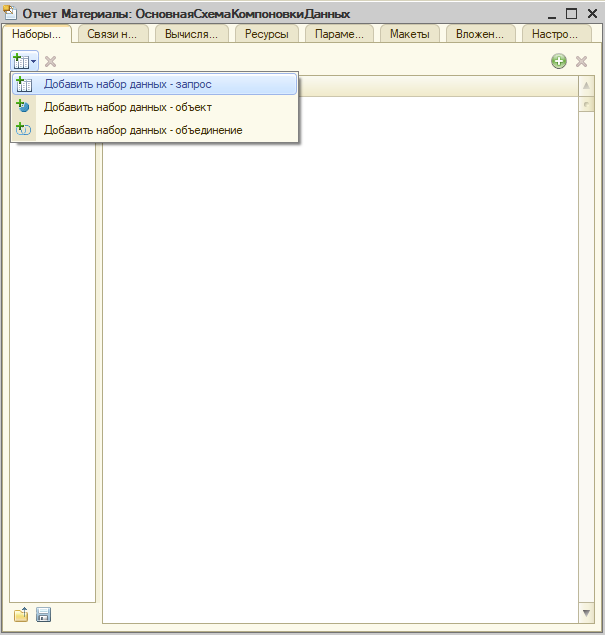 Отчет Материалы: ОсновнаяСхемаКомпоновкиДанных
Наборы... Связи н... Вычисля... Ресурсы Параме... Макеты Вложен... Настро...
Добавить набор данных - запрос
Добавить набор данных - объект
Добавить набор данных - объединение